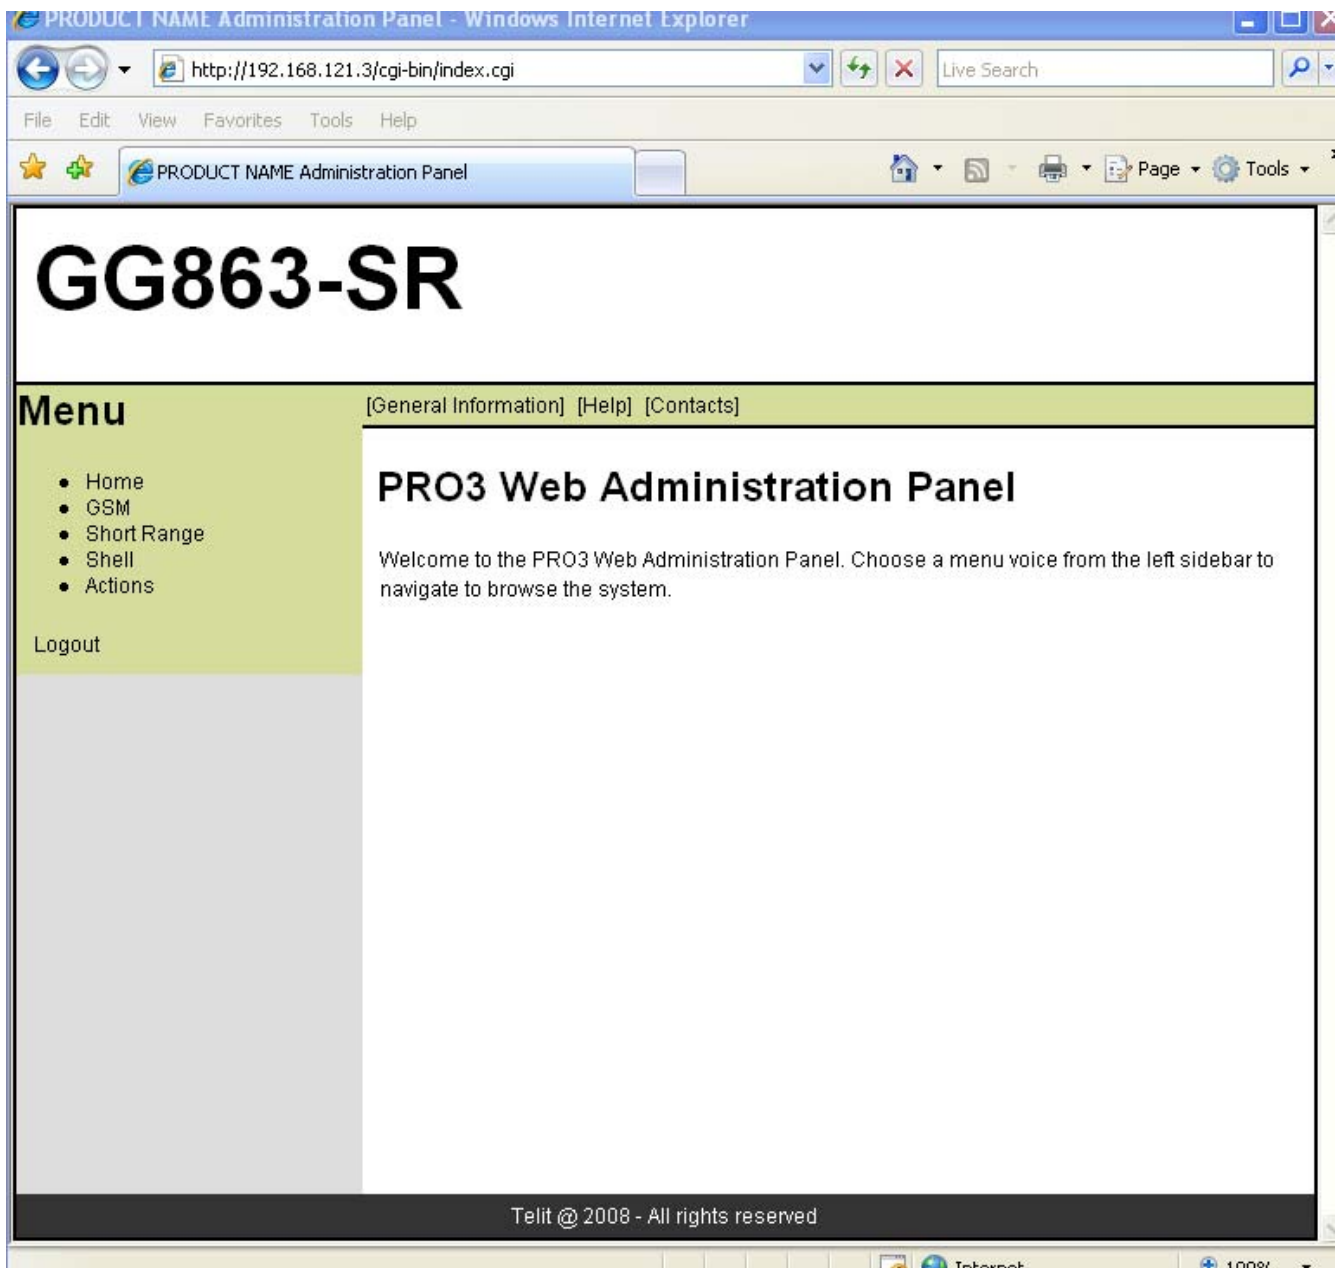 PRODUCT NAME Administration Panel - Windows Internet Explorer
http://192.168.121.3/cgi-bin/index.cgi
Live Search
File Edit View Favorites Tools Help
PRODUCT NAME Administration Panel
Page Tools
GG863-SR
Menu
[General Information] [Help] [Contacts]
Home
GSM
Short Range
Shell
Actions
Logout
PRO3 Web Administration Panel
Welcome to the PRO3 Web Administration Panel. Choose a menu voice from the left sidebar to
navigate to browse the system.
Telit @ 2008 - All rights reserved
Internet 100%